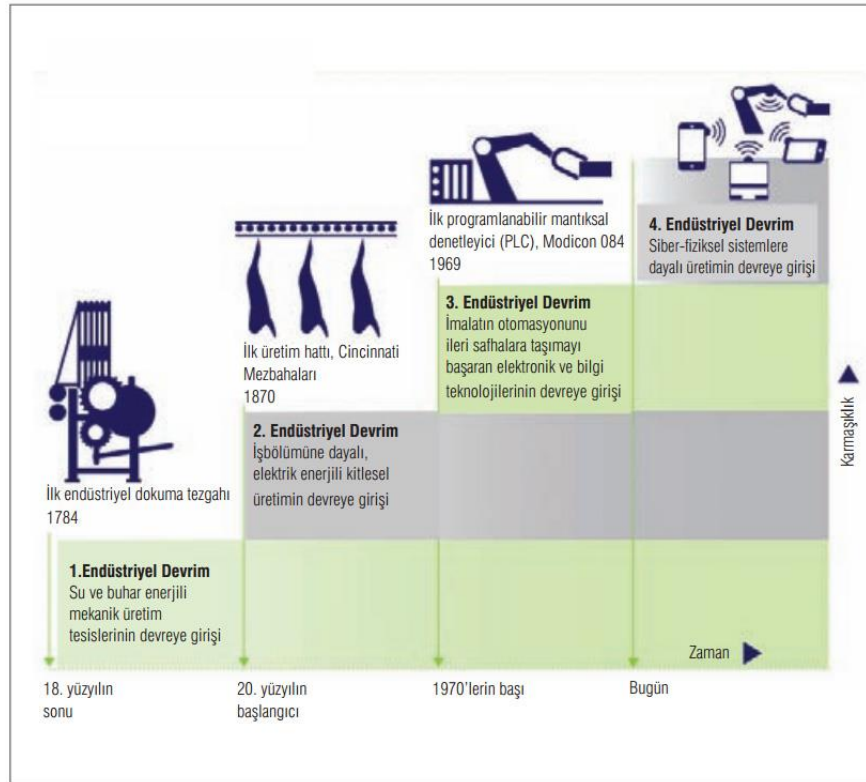 İlk programlanabilir mantıksal
denetleyici (PLC), Modicon 084
1969
4. Endüstriyel Devrim
Siber-fiziksel sistemlere
dayalı üretimin devreye girişi
İlk üretim hattı, Cincinnati
Mezbahaları
1870
3. Endüstriyel Devrim
İmalatın otomasyonunu
ileri safhalara taşımayı
başaran elektronik ve bilgi
teknolojilerinin devreye girişi
İlk endüstriyel dokuma tezgahı
1784
2. Endüstriyel Devrim
İşbölümüne dayalı,
elektrik enerjili kitlesel
üretimin devreye girişi
Karmaşıklık
1.Endüstriyel Devrim
Su ve buhar enerjili
mekanik üretim
tesislerinin devreye girişi
Zaman
18. yüzyılın
sonu
20. yüzyılın
başlangıcı
1970’lerin başı
Bugün